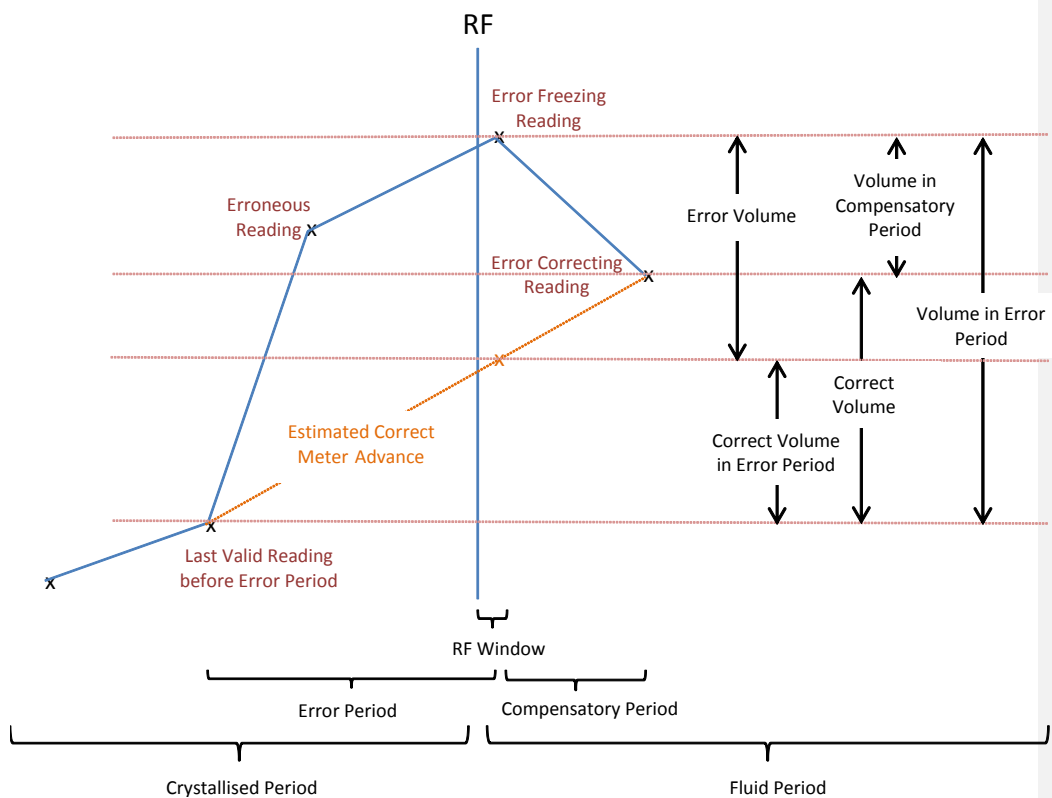 RF
Error Freezing
Reading
Erroneous
Reading
Error Volume
Volume in
Compensatory
Period
Error Correcting
Reading
Volume in Error
Period
Correct
Volume
Estimated Correct
Meter Advance
Correct Volume
in Error Period
Last Valid Reading
before Error Period
x
x
x
x
x
x
RF Window
Error Period
Compensatory Period
Crystallised Period
Fluid Period